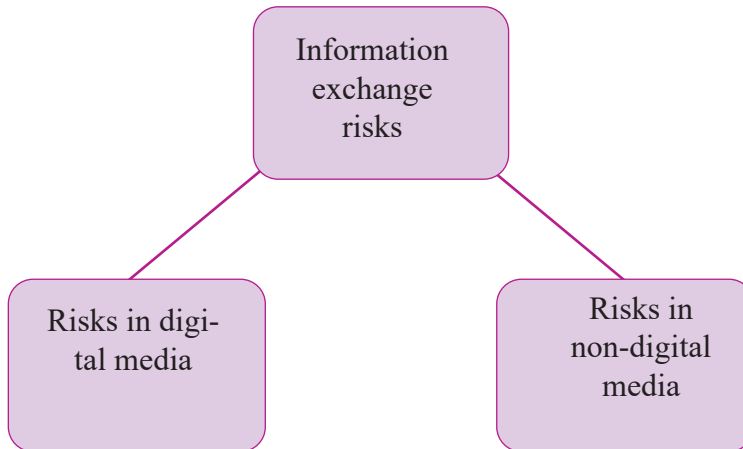 Information
exchange
risks
Risks in digi-
tal media
Risks in
non-digital
media